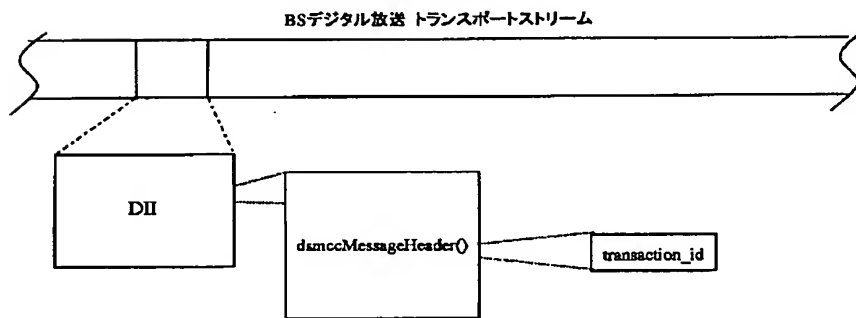 BSデジタル放送 トランスポートストリーム
DII
dsmccMessageHeader()
transaction_id